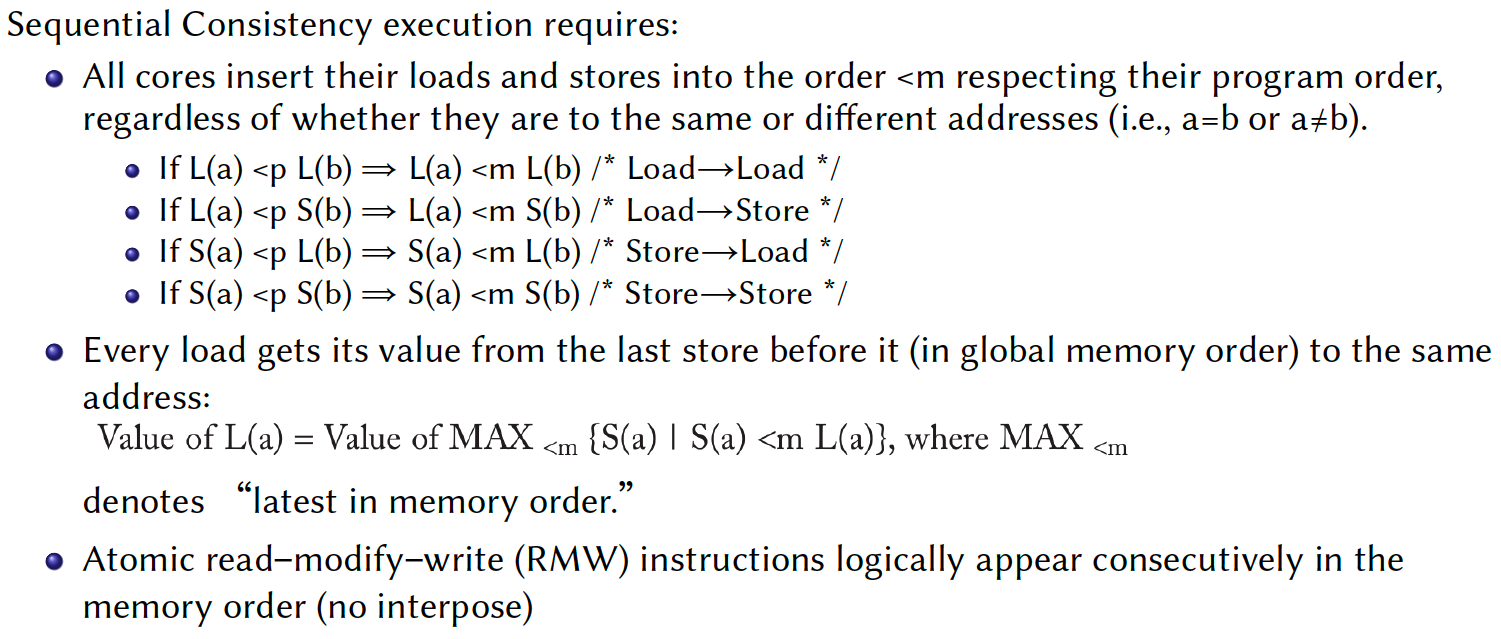 Sequential Consistency execution requires:
All cores insert their loads and stores into the order <m respecting their program order,
regardless of whether they are to the same or different addresses (i.e., a=b or a≠b).
If L(a) <p L(b) ⟹ L(a) <m L(b) /* Load⟶Load */
If L(a) <p S(b) ⟹ L(a) <m S(b) /* Load⟶Store */
If S(a) <p L(b) ⟹ S(a) <m L(b) /* Store⟶Load */
If S(a) <p S(b) ⟹ S(a) <m S(b) /* Store⟶Store */
Every load gets its value from the last store before it (in global memory order) to the same
address:
Value of L(a) = Value of MAX <m {S(a) | S(a) <m L(a)}, where MAX <m
denotes “latest in memory order.”
Atomic read–modify–write (RMW) instructions logically appear consecutively in the
memory order (no interpose)